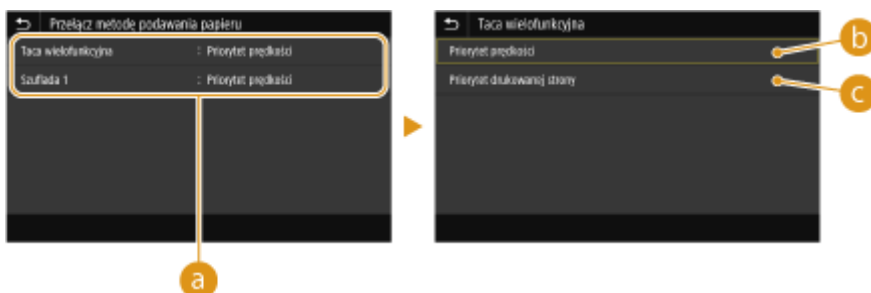 Przełącz metodę podawania papieru
Taca wielofunkcyjna : Priorytet prędkości
Szuflada 1 : Priorytet prędkości
a
Taca wielofunkcyjna
Priorytet prędkości
Priorytet drukowanej strony
b
c